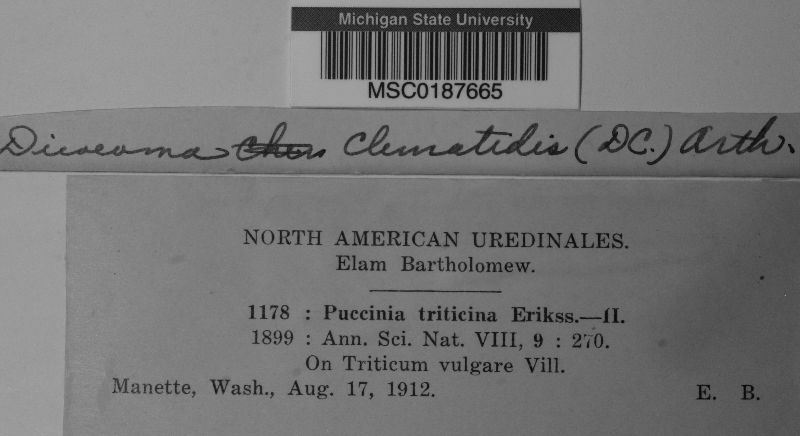 Michigan State University
MSC0187665
Dicaeoma Clematidis (DC.) Arth.
NORTH AMERICAN UREDINALES.
Elam Bartholomew.
1178 : Puccinia triticina Erikss.—II.
1899 : Ann. Sci. Nat. VIII, 9 : 270.
On Triticum vulgare Vill.
Manette, Wash., Aug. 17, 1912. E. B.